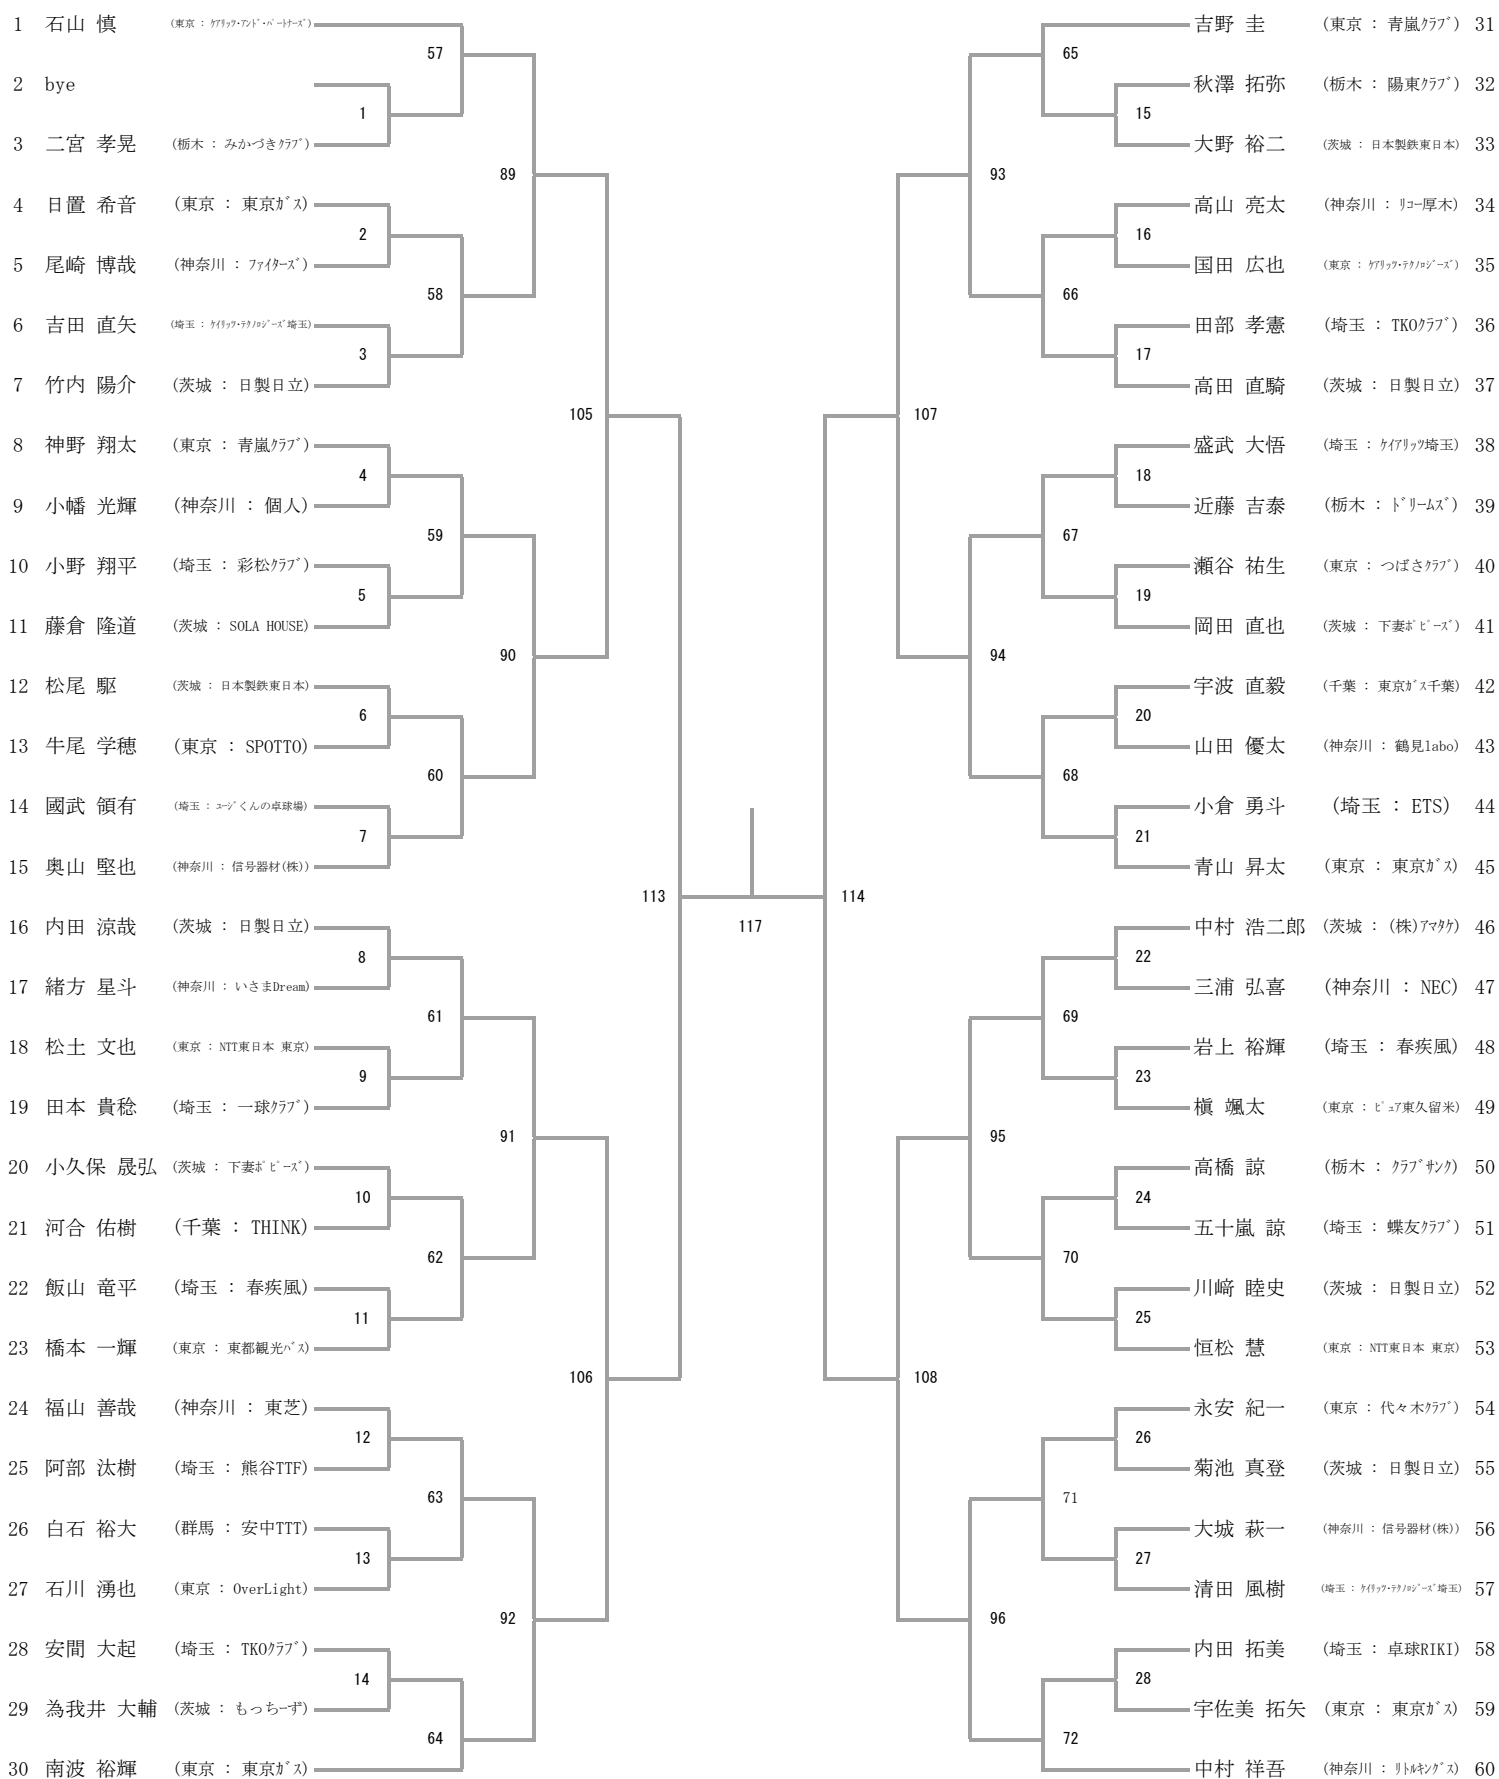 1 石山 慎 (東京 : ｹｱﾘｯﾂ･ｱﾝﾄﾞ･ﾊﾟｰﾄﾅｰｽﾞ)
2 bye
3 二宮 孝晃 (栃木 : みかづきｸﾗﾌﾞ)
4 日置 希音 (東京 : 東京ｶﾞｽ)
5 尾崎 博哉 (神奈川 : ﾌｧｲﾀｰｽﾞ)
6 吉田 直矢 (埼玉 : ｹｲﾘｯﾂ･ﾃｸﾉﾛｼﾞｰｽﾞ埼玉)
7 竹内 陽介 (茨城 : 日製日立)
8 神野 翔太 (東京 : 青嵐ｸﾗﾌﾞ)
9 小幡 光輝 (神奈川 : 個人)
10 小野 翔平 (埼玉 : 彩松ｸﾗﾌﾞ)
11 藤倉 隆道 (茨城 : SOLA HOUSE)
12 松尾 駆 (茨城 : 日本製鉄東日本)
13 牛尾 学穂 (東京 : SPOTTO)
14 國武 領有 (埼玉 : ﾕｰｼﾞくんの卓球場)
15 奥山 堅也 (神奈川 : 信号器材(株))
16 内田 涼哉 (茨城 : 日製日立)
17 緒方 星斗 (神奈川 : いさまDream)
18 松土 文也 (東京 : NTT東日本 東京)
19 田本 貴稔 (埼玉 : 一球ｸﾗﾌﾞ)
20 小久保 晟弘 (茨城 : 下妻ﾎﾟﾋﾟｰｽﾞ)
21 河合 佑樹 (千葉 : THINK)
22 飯山 竜平 (埼玉 : 春疾風)
23 橋本 一輝 (東京 : 東都観光ﾊﾞｽ)
24 福山 善哉 (神奈川 : 東芝)
25 阿部 汰樹 (埼玉 : 熊谷TTF)
26 白石 裕大 (群馬 : 安中TTT)
27 石川 湧也 (東京 : OverLight)
28 安間 大起 (埼玉 : TKOｸﾗﾌﾞ)
29 為我井 大輔 (茨城 : もっちーず)
30 南波 裕輝 (東京 : 東京ｶﾞｽ)
57
1
2
58
3
4
59
5
6
60
7
8
61
9
10
62
11
12
63
13
14
64
89
90
91
92
105
106
113
117
114
107
108
93
94
95
96
65
15
16
66
17
18
67
19
20
68
21
22
69
23
24
70
25
26
71
27
28
72
吉野 圭 (東京 : 青嵐ｸﾗﾌﾞ) 31
秋澤 拓弥 (栃木 : 陽東ｸﾗﾌﾞ) 32
大野 裕二 (茨城 : 日本製鉄東日本) 33
高山 亮太 (神奈川 : ﾘｺｰ厚木) 34
国田 広也 (東京 : ｹｱﾘｯﾂ･ﾃｸﾉﾛｼﾞｰｽﾞ) 35
田部 孝憲 (埼玉 : TKOｸﾗﾌﾞ) 36
高田 直騎 (茨城 : 日製日立) 37
盛武 大悟 (埼玉 : ｹｲｱﾘｯﾂ埼玉) 38
近藤 吉泰 (栃木 : ﾄﾞﾘｰﾑｽﾞ) 39
瀬谷 祐生 (東京 : つばさｸﾗﾌﾞ) 40
岡田 直也 (茨城 : 下妻ﾎﾟﾋﾟｰｽﾞ) 41
宇波 直毅 (千葉 : 東京ｶﾞｽ千葉) 42
山田 優太 (神奈川 : 鶴見labo) 43
小倉 勇斗 (埼玉 : ETS) 44
青山 昇太 (東京 : 東京ｶﾞｽ) 45
中村 浩二郎 (茨城 : (株)ｱﾏﾀｹ) 46
三浦 弘喜 (神奈川 : NEC) 47
岩上 裕輝 (埼玉 : 春疾風) 48
槇 颯太 (東京 : ﾋﾟｭｱ東久留米) 49
高橋 諒 (栃木 : ｸﾗﾌﾞｻﾝｸ) 50
五十嵐 諒 (埼玉 : 蝶友ｸﾗﾌﾞ) 51
川﨑 睦史 (茨城 : 日製日立) 52
恒松 慧 (東京 : NTT東日本 東京) 53
永安 紀一 (東京 : 代々木ｸﾗﾌﾞ) 54
菊池 真登 (茨城 : 日製日立) 55
大城 萩一 (神奈川 : 信号器材(株)) 56
清田 風樹 (埼玉 : ｹｲﾘｯﾂ･ﾃｸﾉﾛｼﾞｰｽﾞ埼玉) 57
内田 拓美 (埼玉 : 卓球RIKI) 58
宇佐美 拓矢 (東京 : 東京ｶﾞｽ) 59
中村 祥吾 (神奈川 : ﾘﾄﾙｷﾝｸﾞｽ) 60